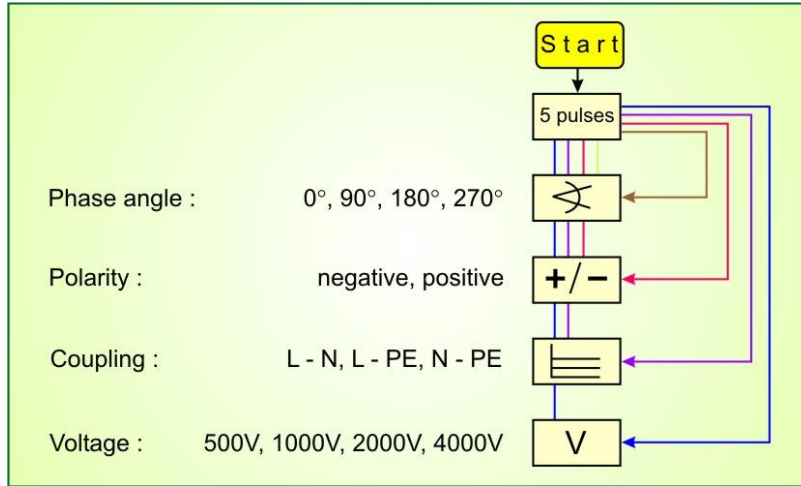 Start
5 pulses
Phase angle : 0°, 90°, 180°, 270°
Polarity : negative, positive +/−
Coupling : L - N, L - PE, N - PE
Voltage : 500V, 1000V, 2000V, 4000V V